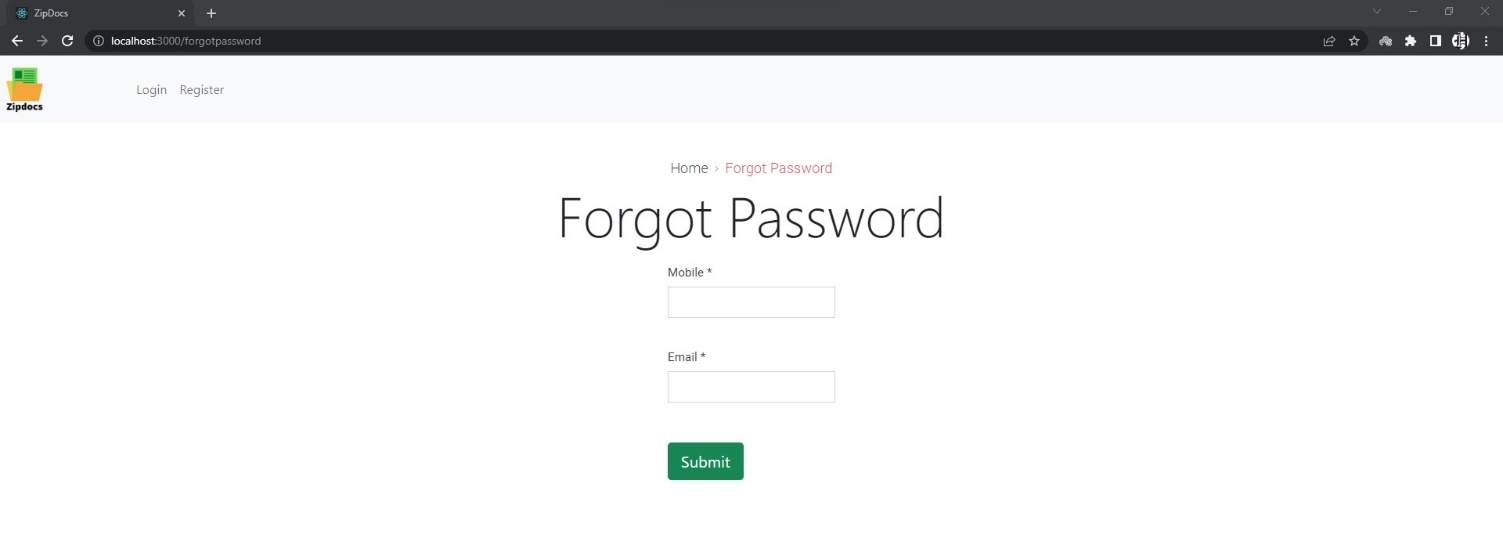 ZipDocs
localhost:3000/forgotpassword
Zipdocs
Login Register
Home › Forgot Password
Forgot Password
Mobile *
Email *
Submit